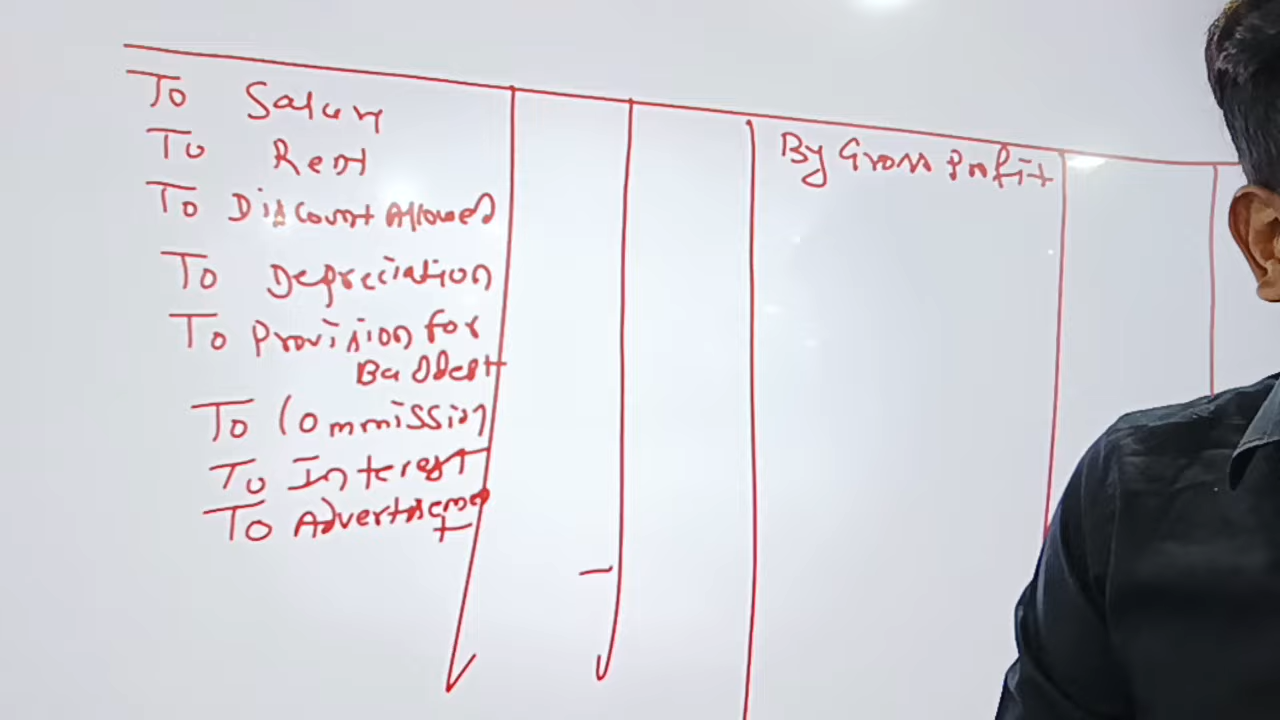 To Salary
To Rent
To Discount Allowed
To Depreciation
To Provision for
Bad Debt
To Commission
To Interest
To Advertisement
By Gross Profit